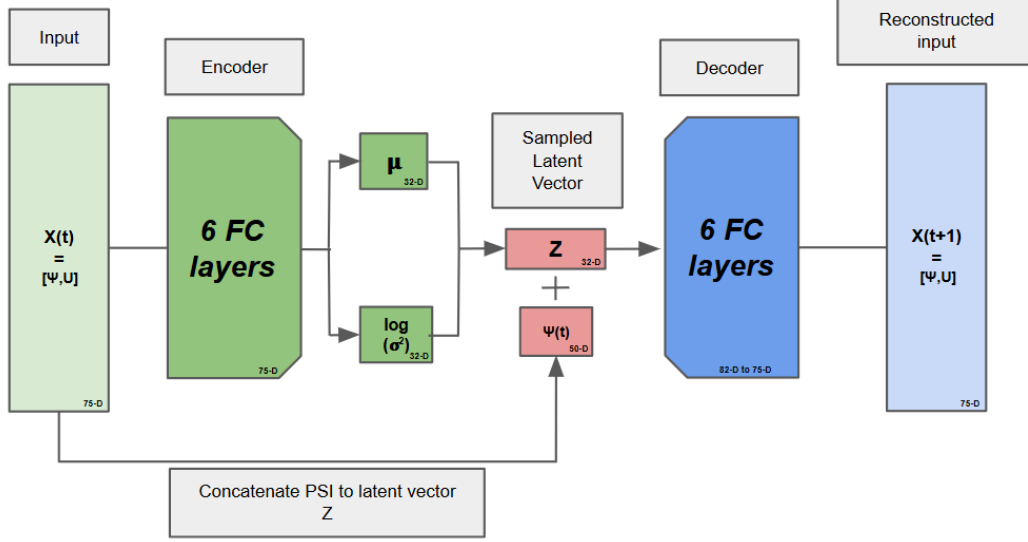 Input
Encoder
Decoder
Reconstructed
input
Sampled
Latent
Vector
X(t)
=
[Ψ,U]
75-D
6 FC
layers
75-D
μ
32-D
log
(σ²)
32-D
Z
32-D
+
Ψ(t)
50-D
6 FC
layers
82-D to 75-D
X(t+1)
=
[Ψ,U]
75-D
Concatenate PSI to latent vector
Z